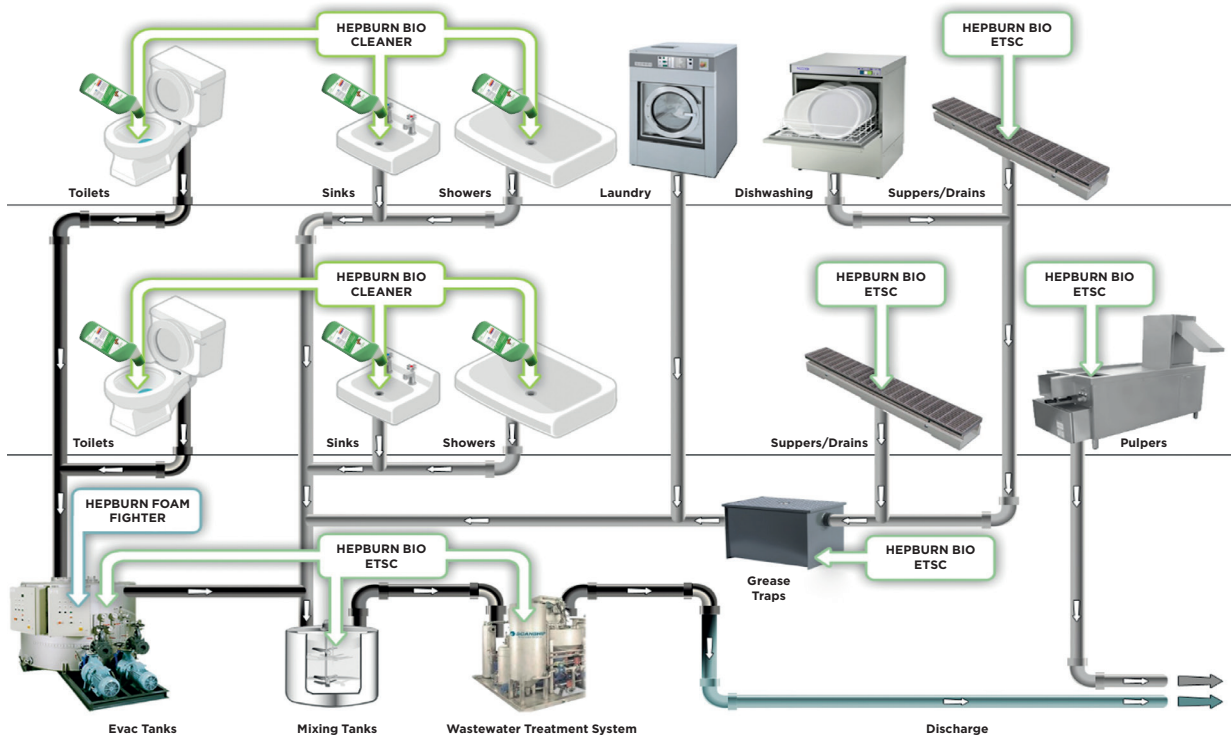 HEPBURN BIO
CLEANER
HEPBURN BIO
ETSC
Toilets
Sinks
Showers
Laundry
Dishwashing
Suppers/Drains
HEPBURN BIO
CLEANER
HEPBURN BIO
ETSC
HEPBURN BIO
ETSC
Toilets
Sinks
Showers
Suppers/Drains
Pulpers
HEPBURN FOAM
FIGHTER
HEPBURN BIO
ETSC
HEPBURN BIO
ETSC
Grease
Traps
Evac Tanks
Mixing Tanks
Wastewater Treatment System
Discharge